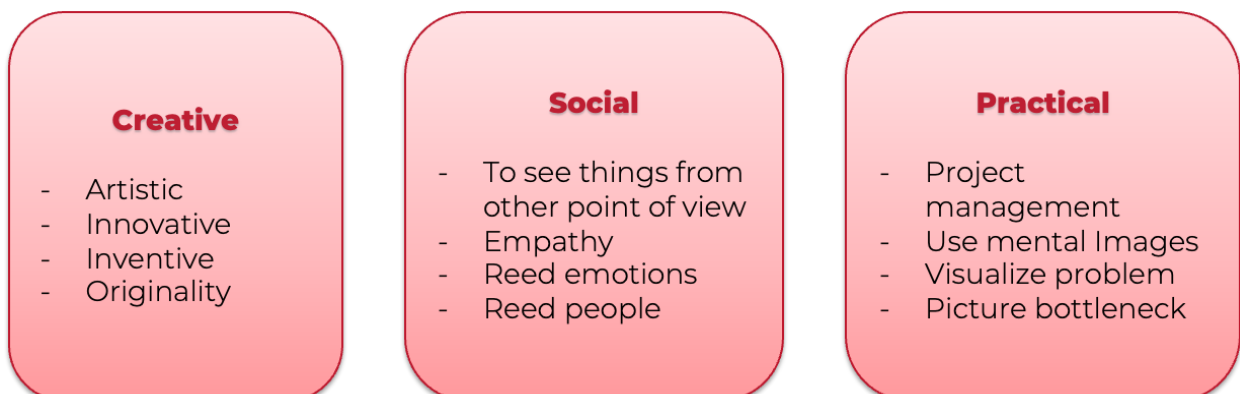 Creative
- Artistic
- Innovative
- Inventive
- Originality
Social
- To see things from
other point of view
- Empathy
- Reed emotions
- Reed people
Practical
- Project
management
- Use mental Images
- Visualize problem
- Picture bottleneck